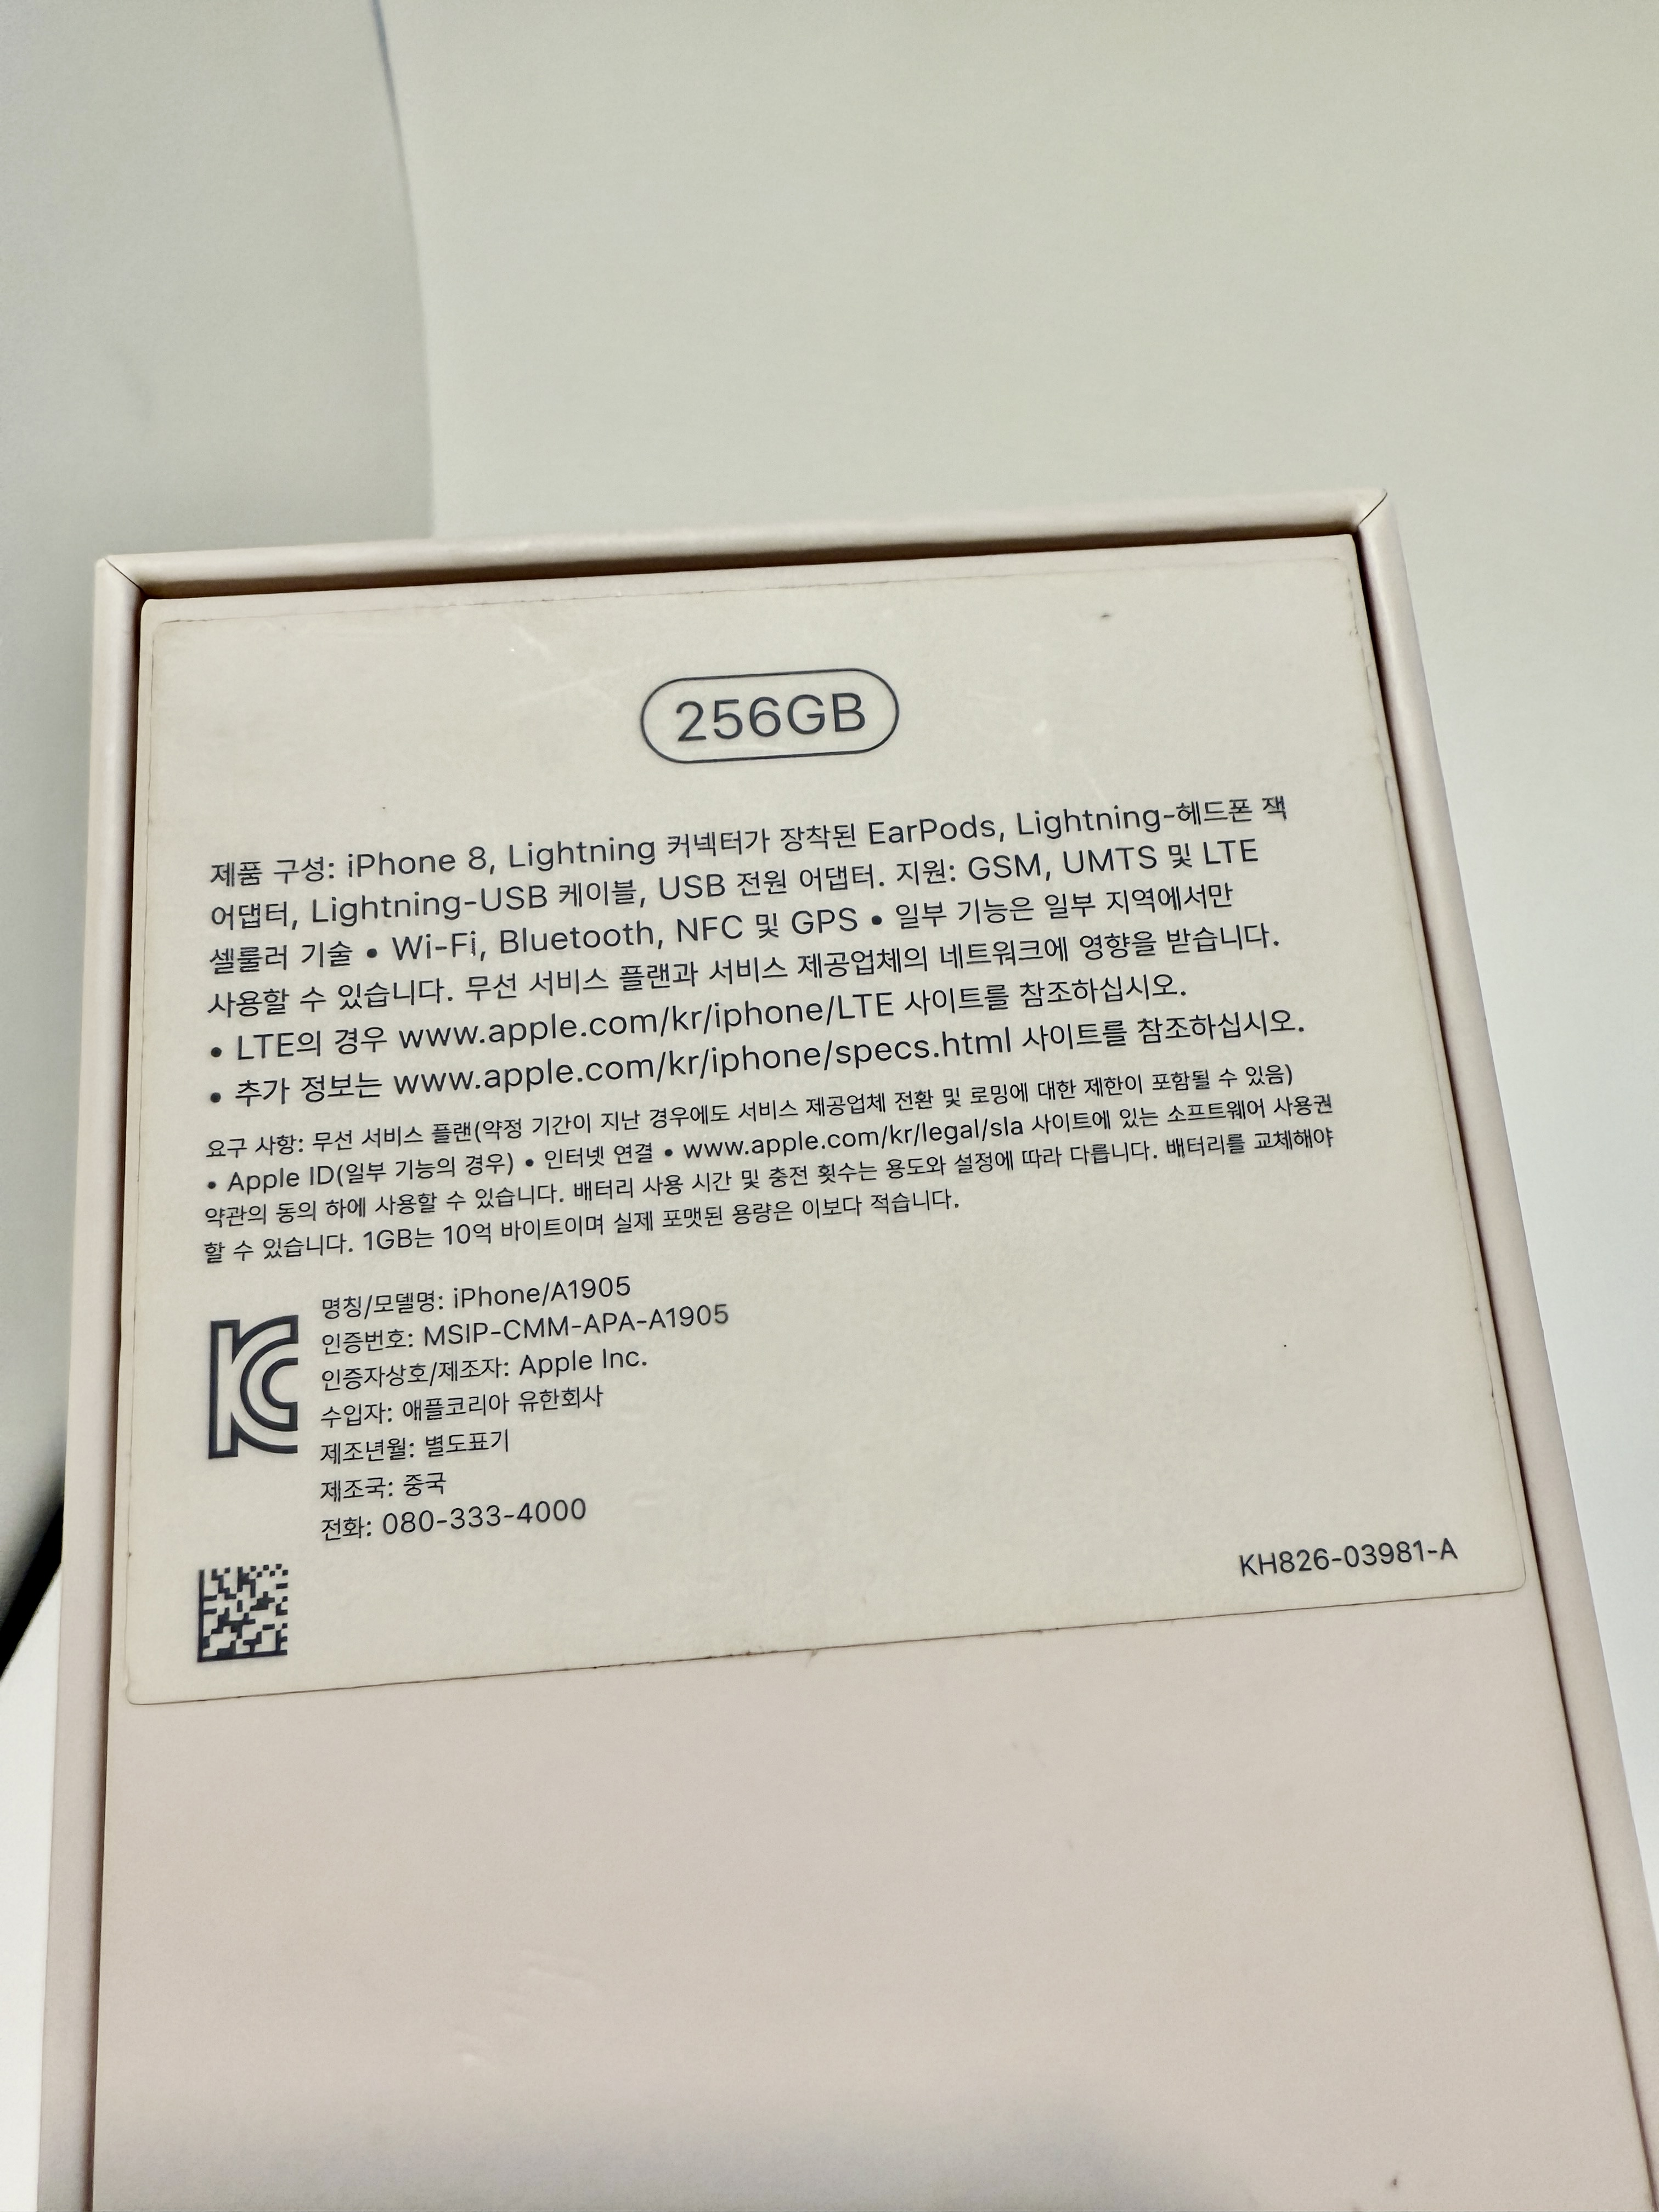 256GB
제품 구성: iPhone 8, Lightning 커넥터가 장착된 EarPods, Lightning-헤드폰 잭
어댑터, Lightning-USB 케이블, USB 전원 어댑터. 지원: GSM, UMTS 및 LTE
셀룰러 기술 • Wi-Fi, Bluetooth, NFC 및 GPS • 일부 기능은 일부 지역에서만
사용할 수 있습니다. 무선 서비스 플랜과 서비스 제공업체의 네트워크에 영향을 받습니다.
• LTE의 경우 www.apple.com/kr/iphone/LTE 사이트를 참조하십시오.
• 추가 정보는 www.apple.com/kr/iphone/specs.html 사이트를 참조하십시오.
요구 사항: 무선 서비스 플랜(약정 기간이 지난 경우에도 서비스 제공업체 전환 및 로밍에 대한 제한이 포함될 수 있음)
• Apple ID(일부 기능의 경우) • 인터넷 연결 • www.apple.com/kr/legal/sla 사이트에 있는 소프트웨어 사용권
약관의 동의 하에 사용할 수 있습니다. 배터리 사용 시간 및 충전 횟수는 용도와 설정에 따라 다릅니다. 배터리를 교체해야
할 수 있습니다. 1GB는 10억 바이트이며 실제 포맷된 용량은 이보다 적습니다.
명칭/모델명: iPhone/A1905
인증번호: MSIP-CMM-APA-A1905
인증자상호/제조자: Apple Inc.
수입자: 애플코리아 유한회사
제조년월: 별도표기
제조국: 중국
전화: 080-333-4000
KH826-03981-A